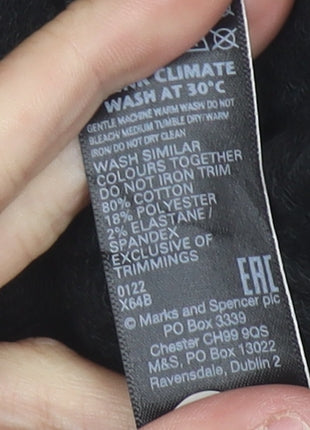 CLIMATE
WASH AT 30°C
GENTLE MACHINE WARM WASH DO NOT
BLEACH/MEDIUM TUMBLE DRY/WARM
IRON/DO NOT DRY CLEAN
WASH SIMILAR
COLOURS TOGETHER
DO NOT IRON TRIM
80% COTTON
18% POLYESTER
2% ELASTANE/
SPANDEX
EXCLUSIVE OF
TRIMMINGS
0122
X64B
EAC
© Marks and Spencer plc
PO Box 3339
Chester CH99 9QS
M&S, PO Box 13022
Ravensdale, Dublin 2